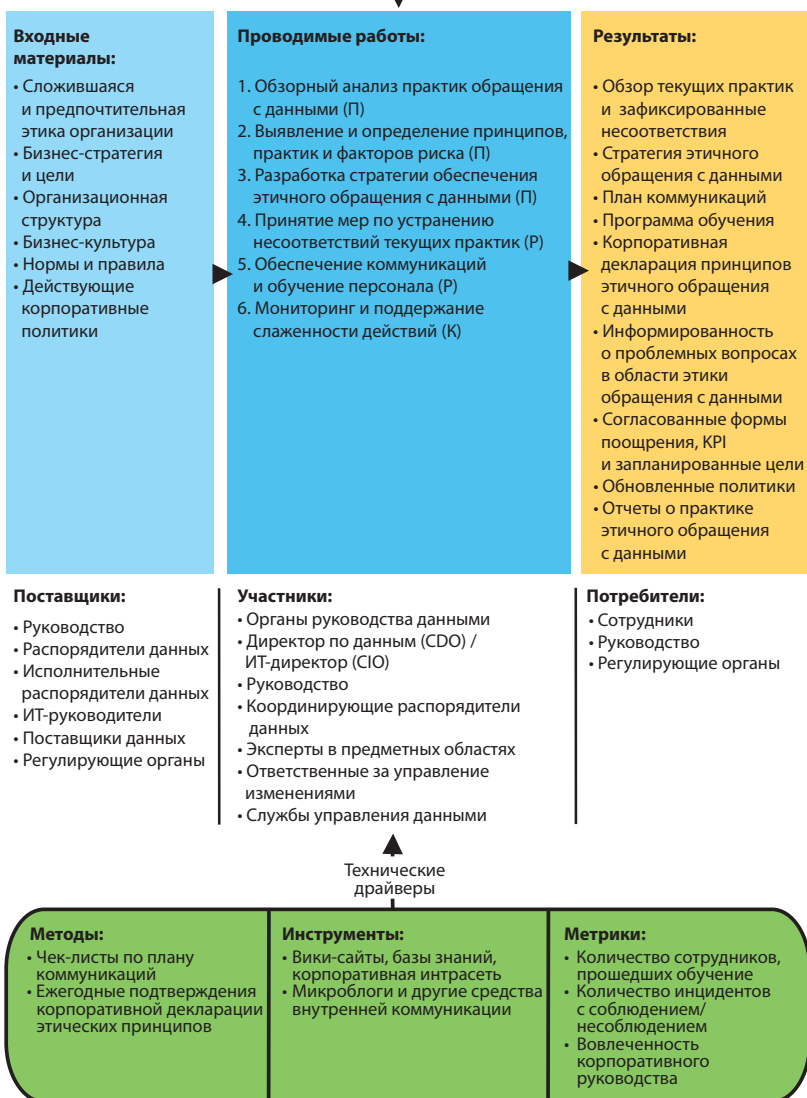 Входные
материалы:
• Сложившаяся
и предпочтительная
этика организации
• Бизнес-стратегия
и цели
• Организационная
структура
• Бизнес-культура
• Нормы и правила
• Действующие
корпоративные
политики
Проводимые работы:
1. Обзорный анализ практик обращения
с данными (П)
2. Выявление и определение принципов,
практик и факторов риска (П)
3. Разработка стратегии обеспечения
этичного обращения с данными (П)
4. Принятие мер по устранению
несоответствий текущих практик (Р)
5. Обеспечение коммуникаций
и обучение персонала (Р)
6. Мониторинг и поддержание
слаженности действий (К)
Результаты:
• Обзор текущих практик
и зафиксированные
несоответствия
• Стратегия этичного
обращения с данными
• План коммуникаций
• Программа обучения
• Корпоративная
декларация принципов
этичного обращения
с данными
• Информированность
о проблемных вопросах
в области этики
обращения с данными
• Согласованные формы
поощрения, KPI
и запланированные цели
• Обновленные политики
• Отчеты о практике
этичного обращения
с данными
Поставщики:
• Руководство
• Распорядители данных
• Исполнительные
распорядители данных
• ИТ-руководители
• Поставщики данных
• Регулирующие органы
Участники:
• Органы руководства данными
• Директор по данным (CDO) /
ИТ-директор (CIO)
• Руководство
• Координирующие распорядители
данных
• Эксперты в предметных областях
• Ответственные за управление
изменениями
• Службы управления данными
Потребители:
• Сотрудники
• Руководство
• Регулирующие органы
Технические
драйверы
Методы:
• Чек-листы по плану
коммуникаций
• Ежегодные подтверждения
корпоративной декларации
этических принципов
Инструменты:
• Вики-сайты, базы знаний,
корпоративная интрасеть
• Микроблоги и другие средства
внутренней коммуникации
Метрики:
• Количество сотрудников,
прошедших обучение
• Количество инцидентов
с соблюдением/
несоблюдением
• Вовлеченность
корпоративного
руководства